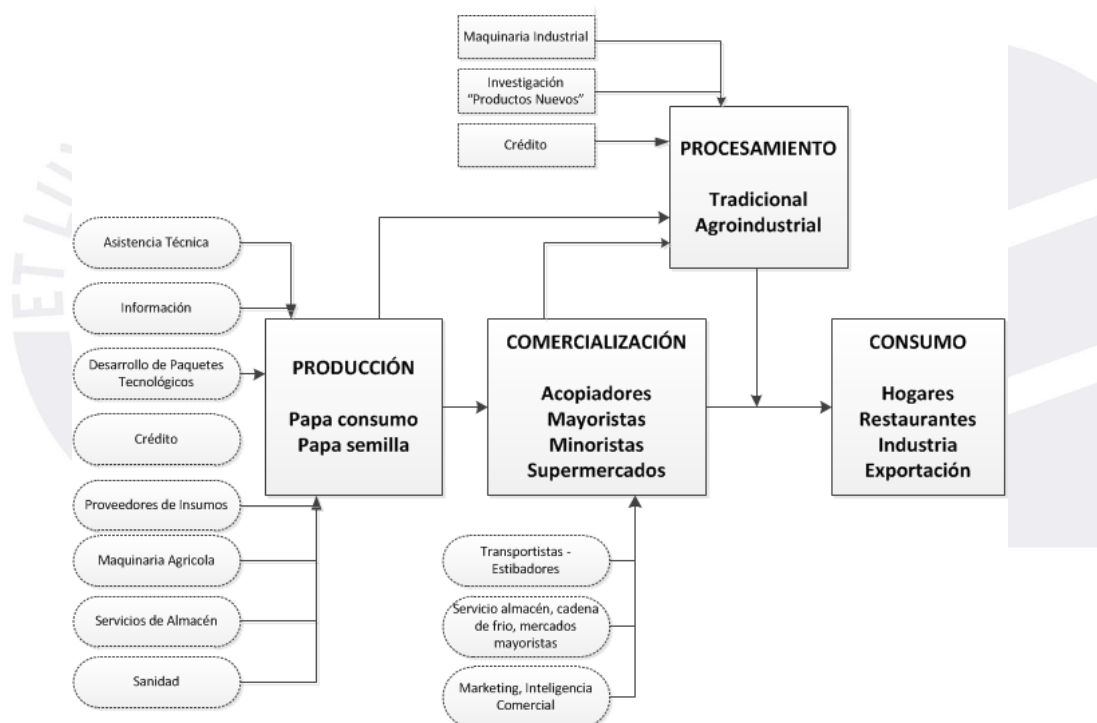 Maquinaria Industrial
Investigación
“Productos Nuevos”
Crédito
PROCESAMIENTO
Tradicional
Agroindustrial
ET LU
Asistencia Técnica
Información
Desarrollo de Paquetes
Tecnológicos
Crédito
Proveedores de Insumos
Maquinaria Agricola
Servicios de Almacén
Sanidad
PRODUCCIÓN
Papa consumo
Papa semilla
COMERCIALIZACIÓN
Acopiadores
Mayoristas
Minoristas
Supermercados
CONSUMO
Hogares
Restaurantes
Industria
Exportación
Transportistas -
Estibadores
Servicio almacén, cadena
de frio, mercados
mayoristas
Marketing, Inteligencia
Comercial